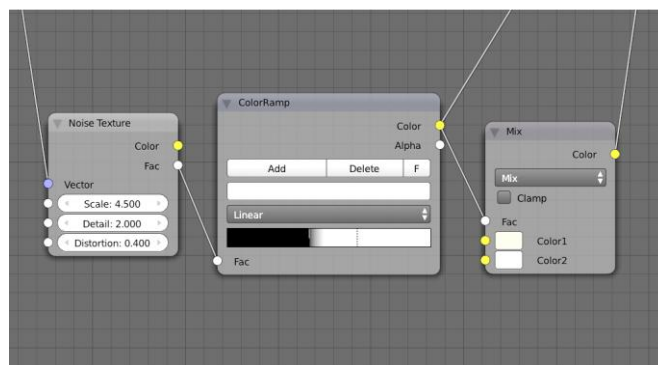 Noise Texture
Color
Fac
Vector
Scale: 4.500
Detail: 2.000
Distortion: 0.400
ColorRamp
Color
Alpha
Add Delete F
Linear
Fac
Mix
Color
Mix
Clamp
Fac
Color1
Color2